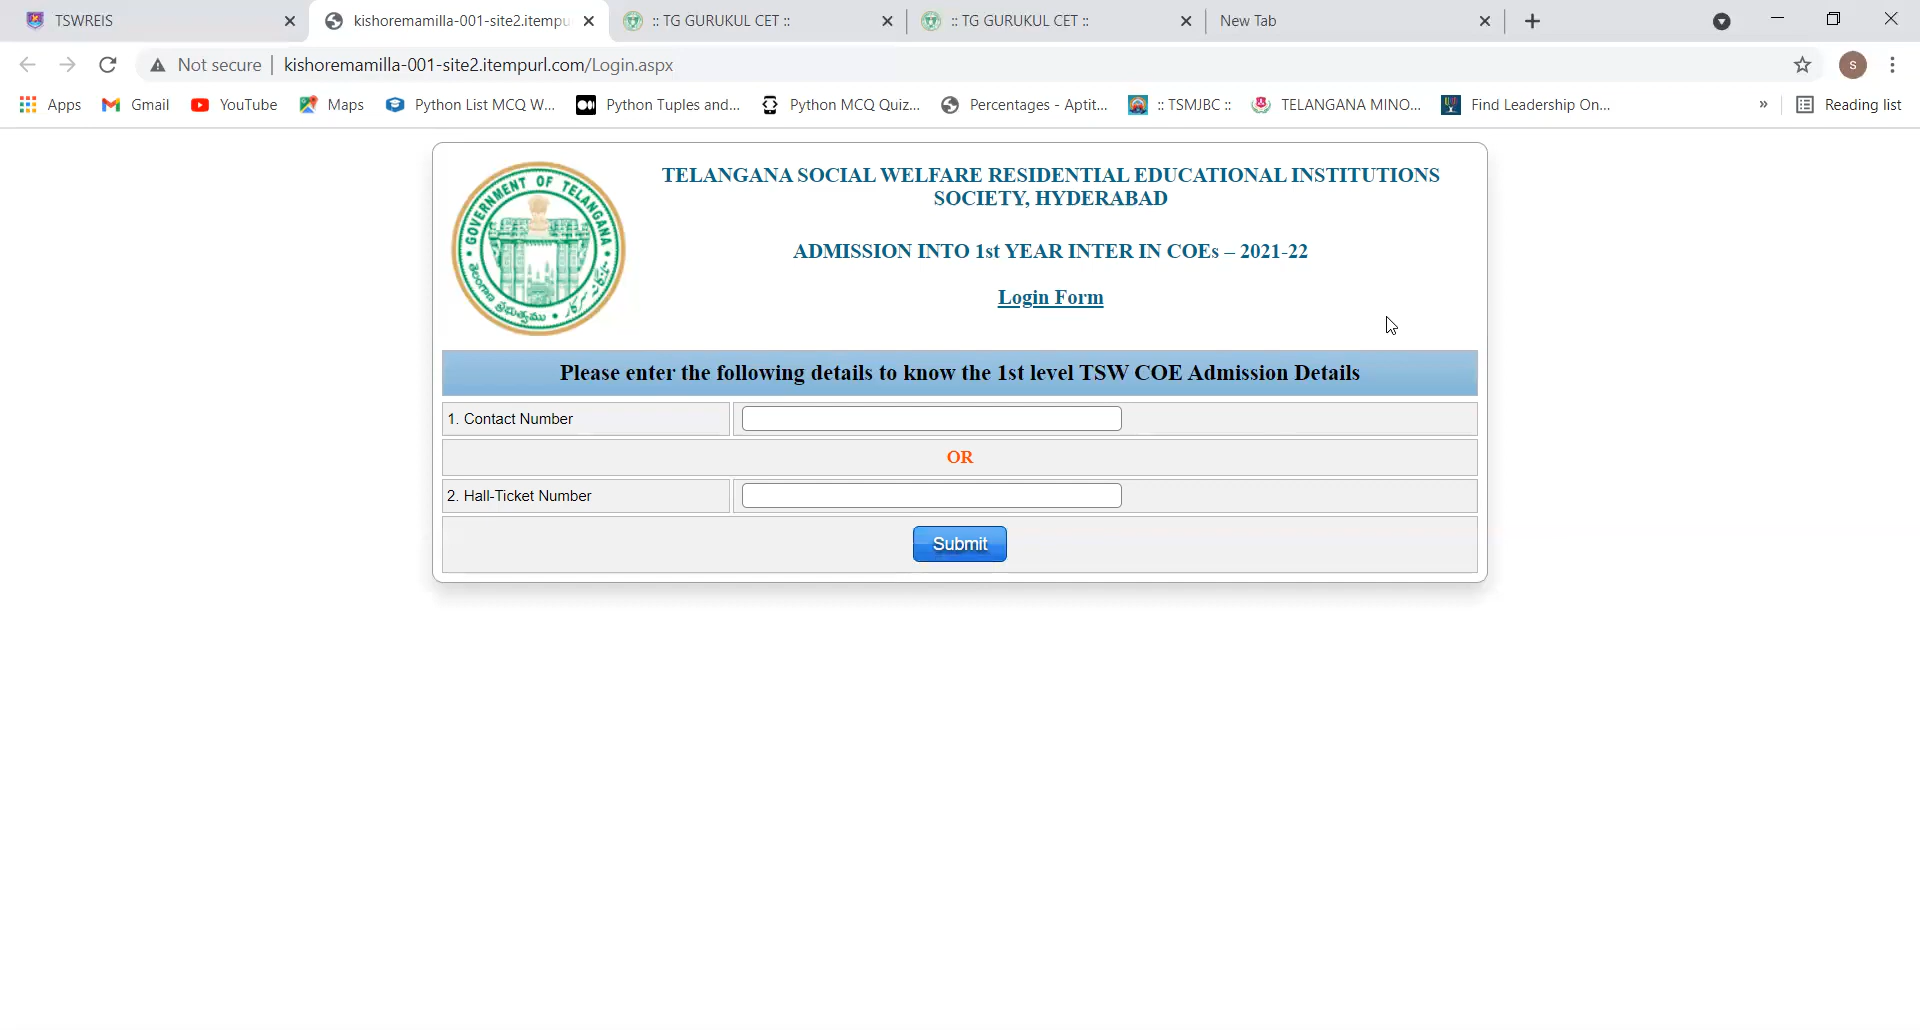 TSWREIS
kishoremamilla-001-site2.itempu
:: TG GURUKUL CET ::
:: TG GURUKUL CET ::
New Tab
Not secure
kishoremamilla-001-site2.itempurl.com/Login.aspx
S
Apps
Gmail
YouTube
Maps
Python List MCQ W...
Python Tuples and...
Python MCQ Quiz...
Percentages - Aptit...
:: TSMJBC ::
TELANGANA MINO...
Find Leadership On...
»
Reading list
GOVERNMENT OF TELANGANA
తెలంగాణ ప్రభుత్వము
TELANGANA SOCIAL WELFARE RESIDENTIAL EDUCATIONAL INSTITUTIONS
SOCIETY, HYDERABAD
ADMISSION INTO 1st YEAR INTER IN COEs – 2021-22
Login Form
Please enter the following details to know the 1st level TSW COE Admission Details
1. Contact Number
OR
2. Hall-Ticket Number
Submit